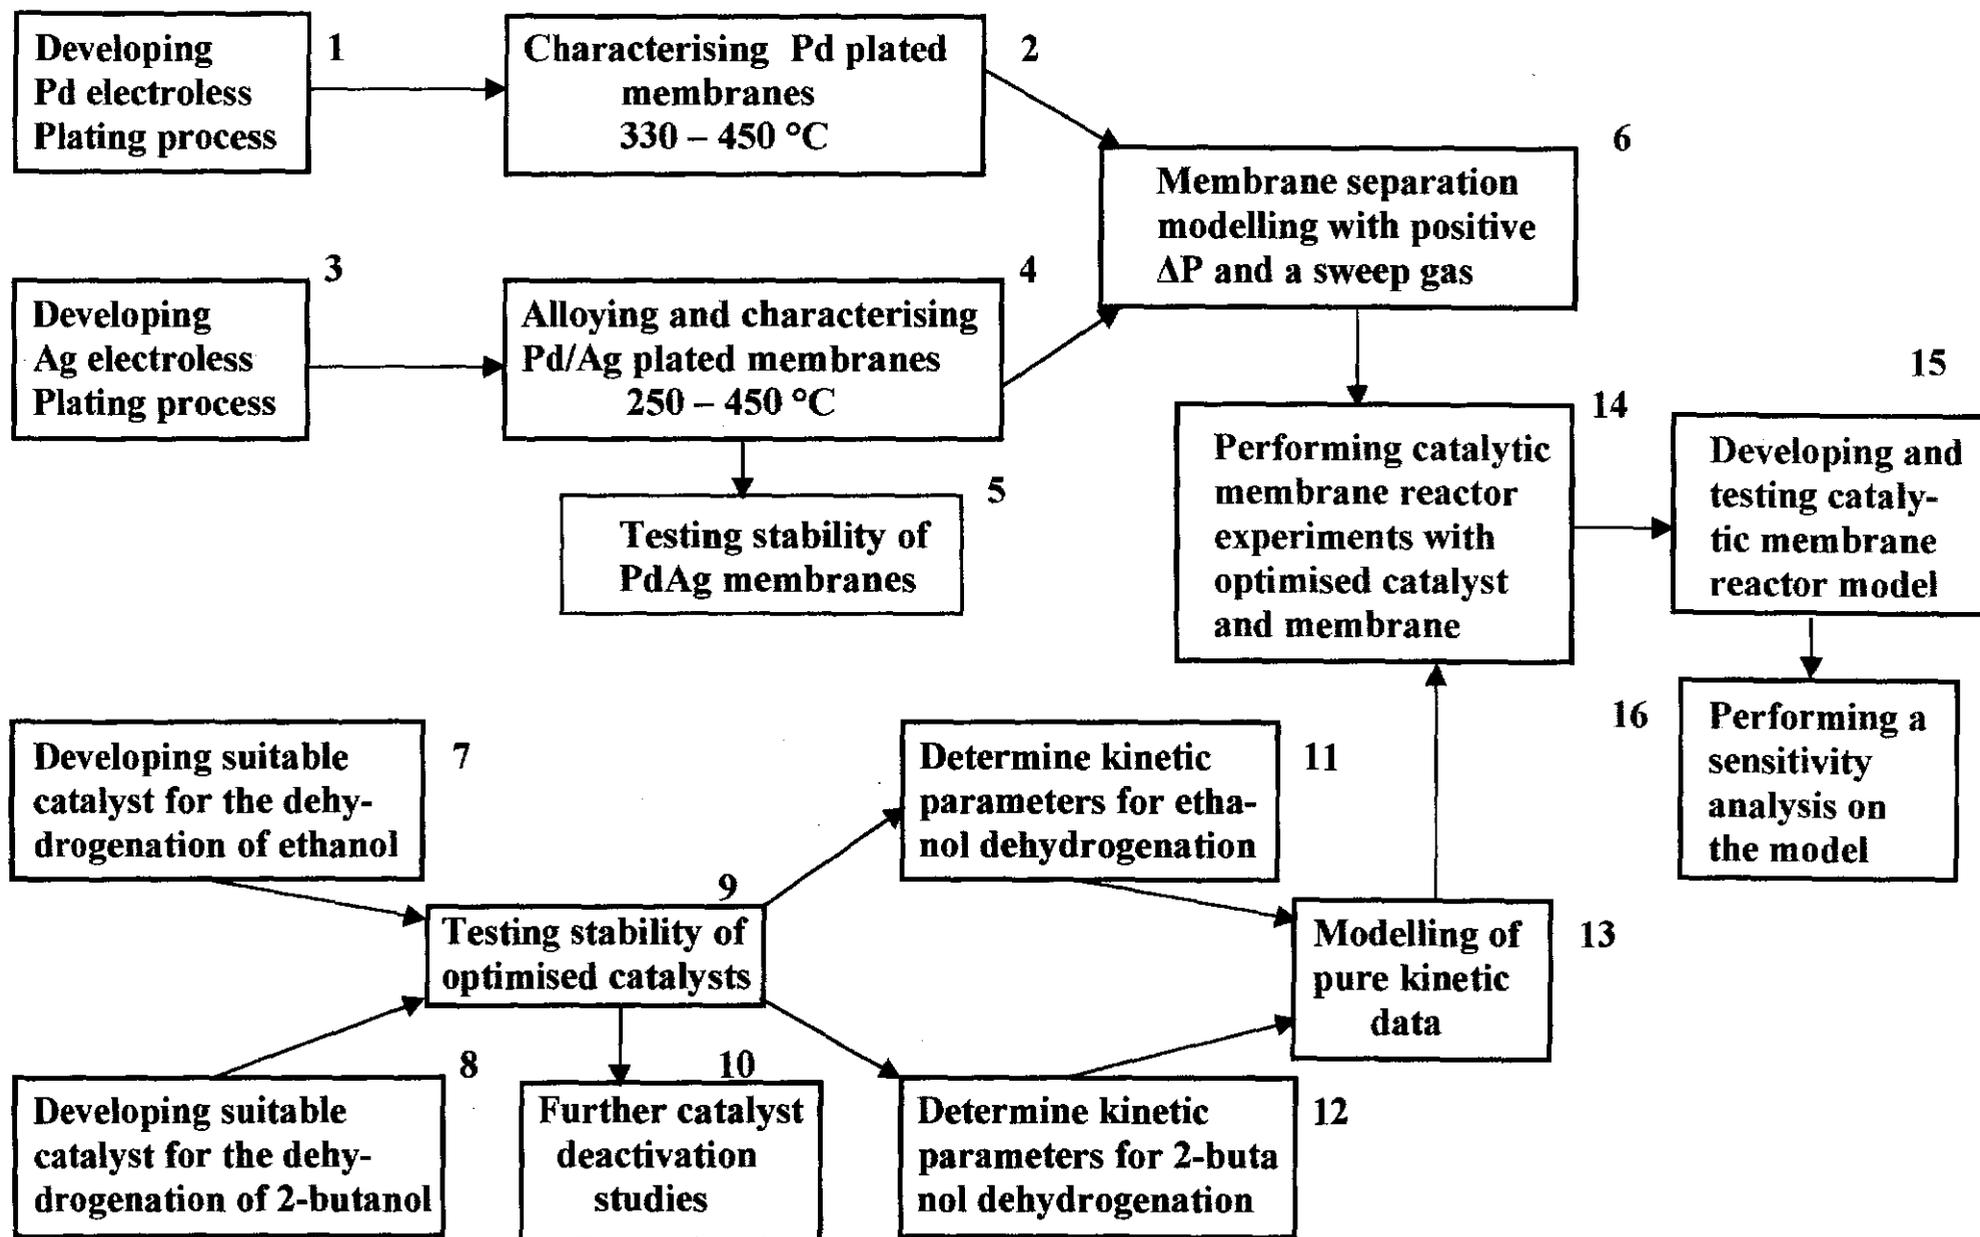 Developing
Pd electroless
Plating process
1
Characterising Pd plated
membranes
330 – 450 °C
2
Membrane separation
modelling with positive
ΔP and a sweep gas
6
Developing
Ag electroless
Plating process
3
Alloying and characterising
Pd/Ag plated membranes
250 – 450 °C
4
Testing stability of
PdAg membranes
5
Performing catalytic
membrane reactor
experiments with
optimised catalyst
and membrane
14
Developing and
testing cataly-
tic membrane
reactor model
15
Performing a
sensitivity
analysis on
the model
16
Developing suitable
catalyst for the dehy-
drogenation of ethanol
7
Developing suitable
catalyst for the dehy-
drogenation of 2-butanol
8
Testing stability of
optimised catalysts
9
Further catalyst
deactivation
studies
10
Determine kinetic
parameters for etha-
nol dehydrogenation
11
Determine kinetic
parameters for 2-buta
nol dehydrogenation
12
Modelling of
pure kinetic
data
13